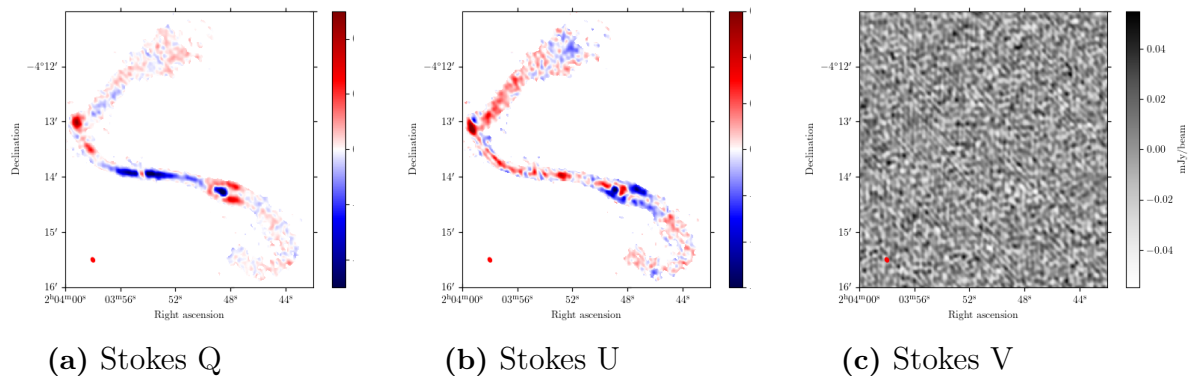 −4°12′
13′
14′
15′
16′
Declination
2ʰ04ᵐ00ˢ 03ᵐ56ˢ 52ˢ 48ˢ 44ˢ
Right ascension
(a) Stokes Q
−4°12′
13′
14′
15′
16′
Declination
2ʰ04ᵐ00ˢ 03ᵐ56ˢ 52ˢ 48ˢ 44ˢ
Right ascension
(b) Stokes U
−4°12′
13′
14′
15′
16′
Declination
2ʰ04ᵐ00ˢ 03ᵐ56ˢ 52ˢ 48ˢ 44ˢ
Right ascension
0.04
0.02
0.00
−0.02
−0.04
mJy/beam
(c) Stokes V